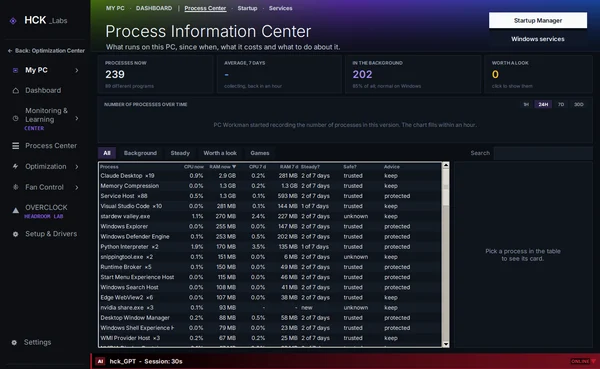 HCK _Labs
Back: Optimization Center
My PC
Dashboard
Monitoring &
Learning
CENTER
Process Center
Optimization
Fan Control
OVERCLOCK
HEADROOM LAB
Setup & Drivers
Settings
MY PC · DASHBOARD | Process Center · Startup · Services
Process Information Center
What runs on this PC, since when, what it costs and what to do about it.
Startup Manager
Windows services
PROCESSES NOW
239
89 different programs
AVERAGE, 7 DAYS
-
collecting, back in an hour
IN THE BACKGROUND
202
85% of all, normal on Windows
WORTH A LOOK
0
click to show them
NUMBER OF PROCESSES OVER TIME
1H 24H 7D 30D
PC Workman started recording the number of processes in this version. The chart fills within an hour.
All Background Steady Worth a look Games
Search
Process CPU now RAM now ▼ CPU 7 d RAM 7 d Steady? Safe? Advice
Claude Desktop ×19 0.9% 2.9 GB 0.2% 281 MB 2 of 7 days trusted keep
Memory Compression 0.0% 1.3 GB 0.2% 1.3 GB 2 of 7 days trusted keep
Service Host ×88 0.5% 1.3 GB 0.1% 593 MB 2 of 7 days trusted protected
Visual Studio Code ×10 0.0% 281 MB 0.1% 144 MB 1 of 7 days trusted keep
stardew valley.exe 1.1% 270 MB 2.4% 227 MB 2 of 7 days unknown keep
Windows Explorer 0.0% 255 MB 0.0% 147 MB 2 of 7 days trusted protected
Windows Defender Engine 0.1% 253 MB 0.5% 202 MB 2 of 7 days trusted protected
Python Interpreter ×2 1.9% 170 MB 3.5% 135 MB 1 of 7 days trusted keep
snippingtool.exe ×2 0.1% 151 MB 0.0% 6 MB 2 of 7 days unknown keep
Runtime Broker ×5 0.1% 150 MB 0.0% 49 MB 2 of 7 days trusted protected
Start Menu Experience Host 0.0% 115 MB 0.0% 46 MB 2 of 7 days trusted protected
Windows Search Host 0.0% 108 MB 0.0% 41 MB 2 of 7 days trusted protected
Edge WebView2 ×6 0.0% 107 MB 0.0% 38 MB 2 of 7 days trusted keep
nvidia share.exe ×3 0.1% 93 MB - - new unknown keep
Desktop Window Manager 0.2% 88 MB 0.5% 58 MB 2 of 7 days trusted protected
Windows Shell Experience H 0.0% 79 MB 0.0% 23 MB 2 of 7 days trusted protected
WMI Provider Host ×3 0.2% 67 MB 0.2% 25 MB 2 of 7 days trusted protected
Pick a process in the table
to see its card.
AI hck_GPT - Session: 30s
ONLINE